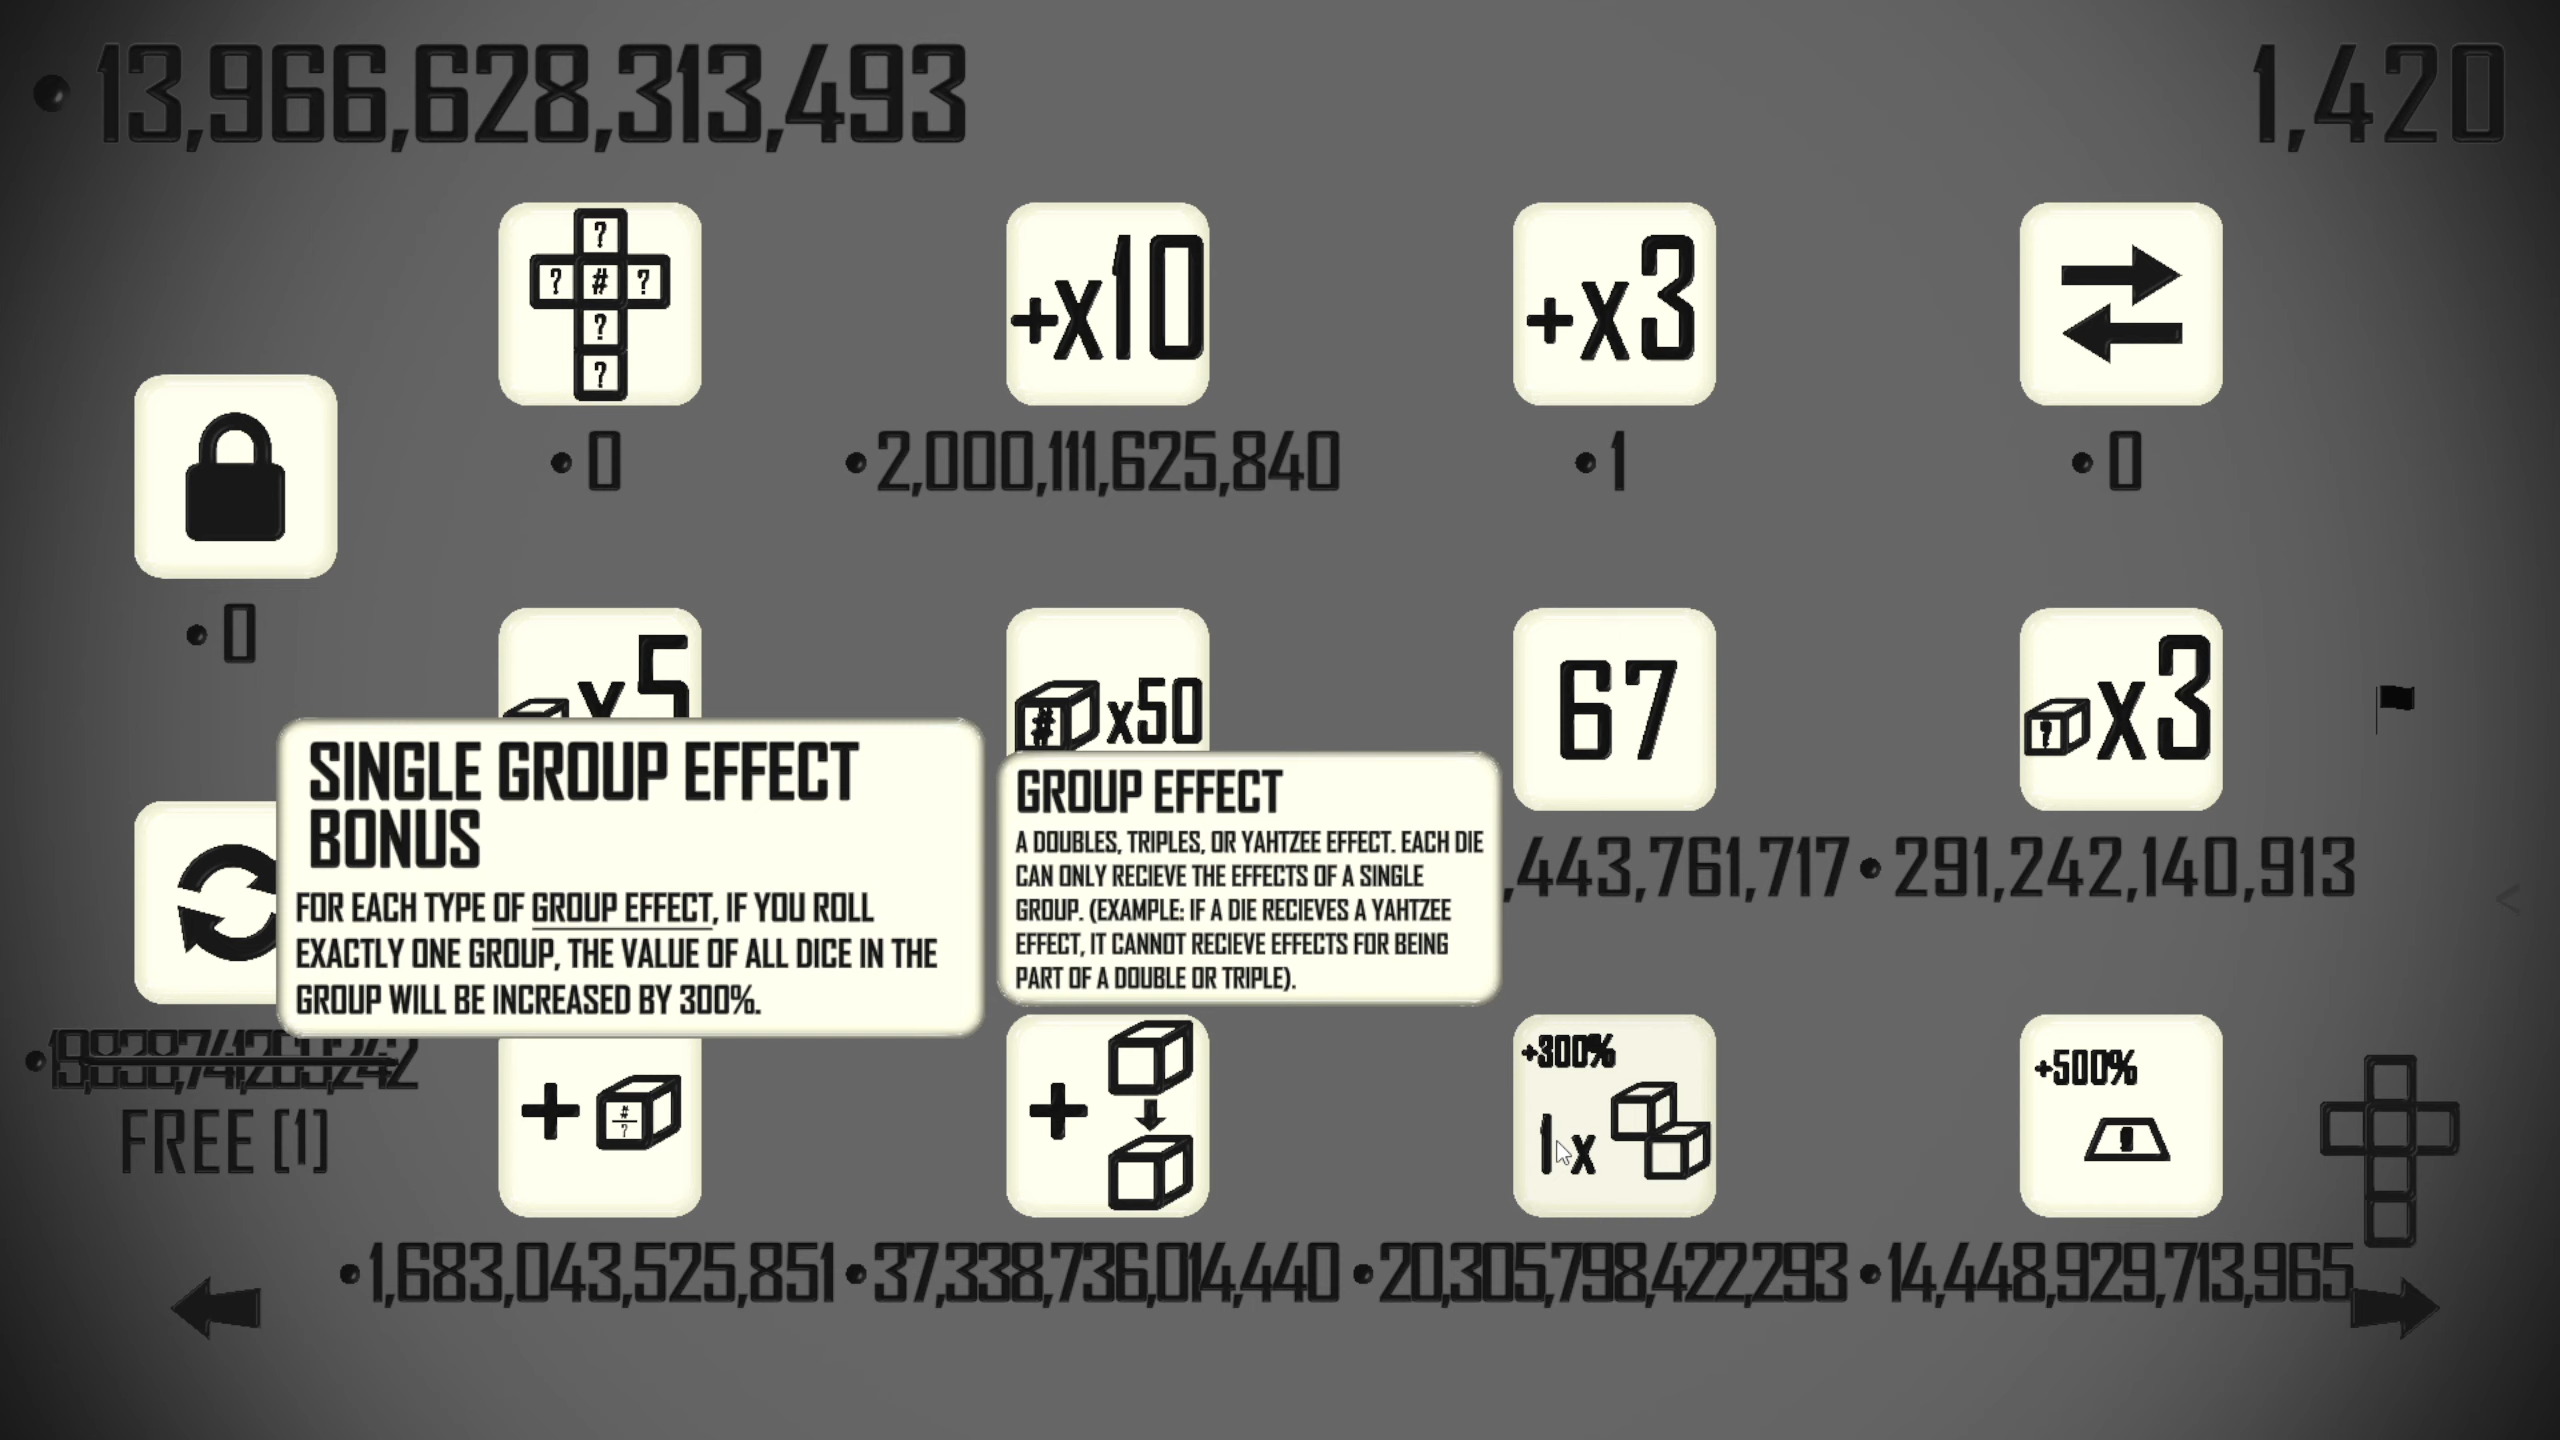 13,966,628,313,493
1,420
?
? # ?
?
?
+x10
+x3
0
2,000,111,625,840
1
0
0
x5
# x50
67
? x3
SINGLE GROUP EFFECT
BONUS
FOR EACH TYPE OF GROUP EFFECT, IF YOU ROLL
EXACTLY ONE GROUP, THE VALUE OF ALL DICE IN THE
GROUP WILL BE INCREASED BY 300%.
GROUP EFFECT
A DOUBLES, TRIPLES, OR YAHTZEE EFFECT. EACH DIE
CAN ONLY RECIEVE THE EFFECTS OF A SINGLE
GROUP. (EXAMPLE: IF A DIE RECIEVES A YAHTZEE
EFFECT, IT CANNOT RECIEVE EFFECTS FOR BEING
PART OF A DOUBLE OR TRIPLE).
,443,761,717
291,242,140,913
<
FREE [1]
+ #
?
+
+300%
1x
+500%
1,683,043,525,851
37,338,736,014,440
20,305,798,422,293
14,448,929,713,965